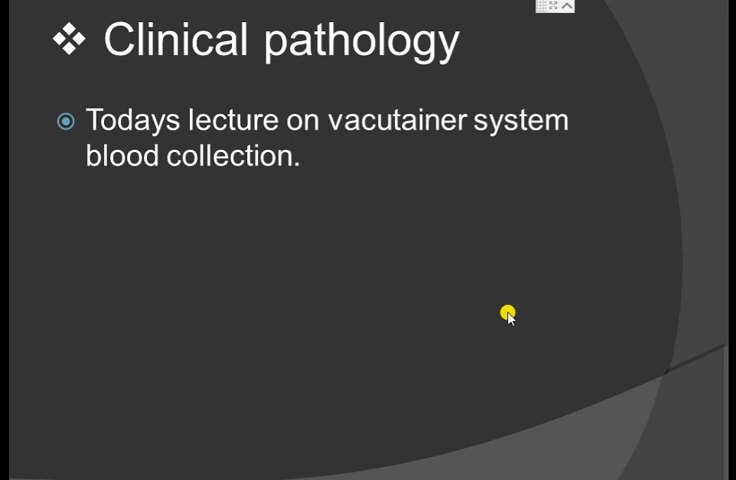 Clinical pathology
Todays lecture on vacutainer system
blood collection.